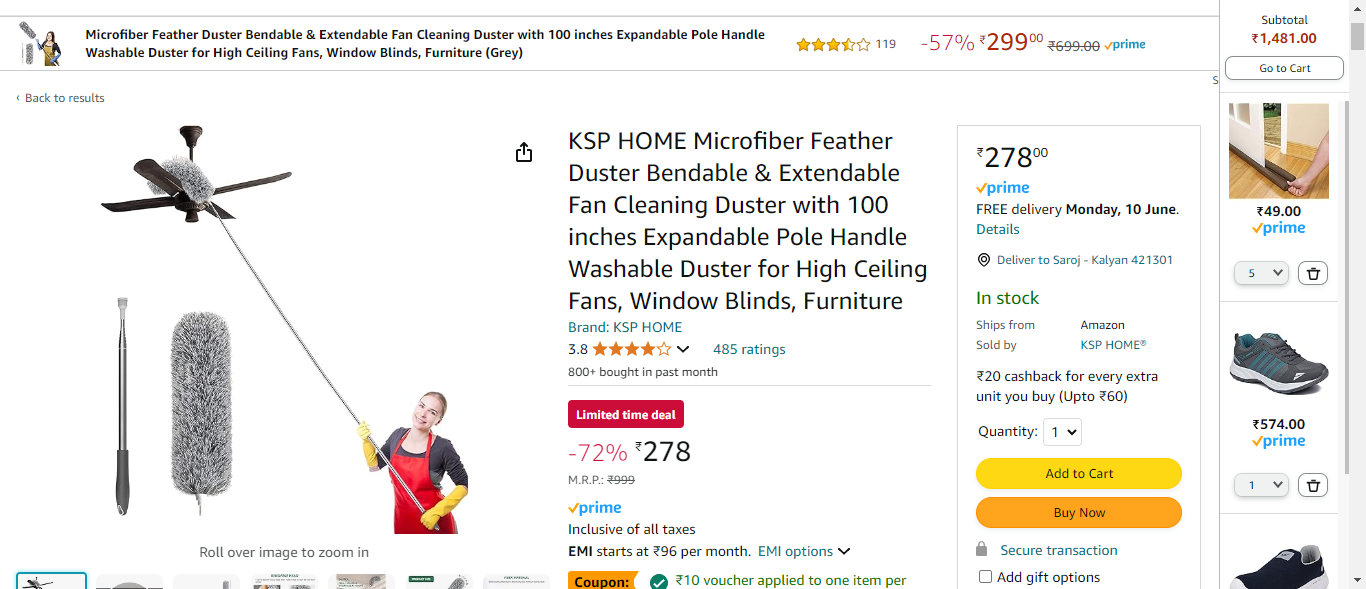 Microfiber Feather Duster Bendable & Extendable Fan Cleaning Duster with 100 inches Expandable Pole Handle
Washable Duster for High Ceiling Fans, Window Blinds, Furniture (Grey)
119
-57% ₹29900 ₹699.00 prime
Subtotal
₹1,481.00
Go to Cart
S
‹ Back to results
KSP HOME Microfiber Feather
Duster Bendable & Extendable
Fan Cleaning Duster with 100
inches Expandable Pole Handle
Washable Duster for High Ceiling
Fans, Window Blinds, Furniture
Brand: KSP HOME
3.8 485 ratings
800+ bought in past month
Limited time deal
-72% ₹278
M.R.P.: ₹999
prime
Inclusive of all taxes
EMI starts at ₹96 per month. EMI options
Coupon: ₹10 voucher applied to one item per
Roll over image to zoom in
₹27800
prime
FREE delivery Monday, 10 June.
Details
Deliver to Saroj - Kalyan 421301
In stock
Ships from Amazon
Sold by KSP HOME®
₹20 cashback for every extra
unit you buy (Upto ₹60)
Quantity: 1
Add to Cart
Buy Now
Secure transaction
Add gift options
₹49.00
prime
5
₹574.00
prime
1